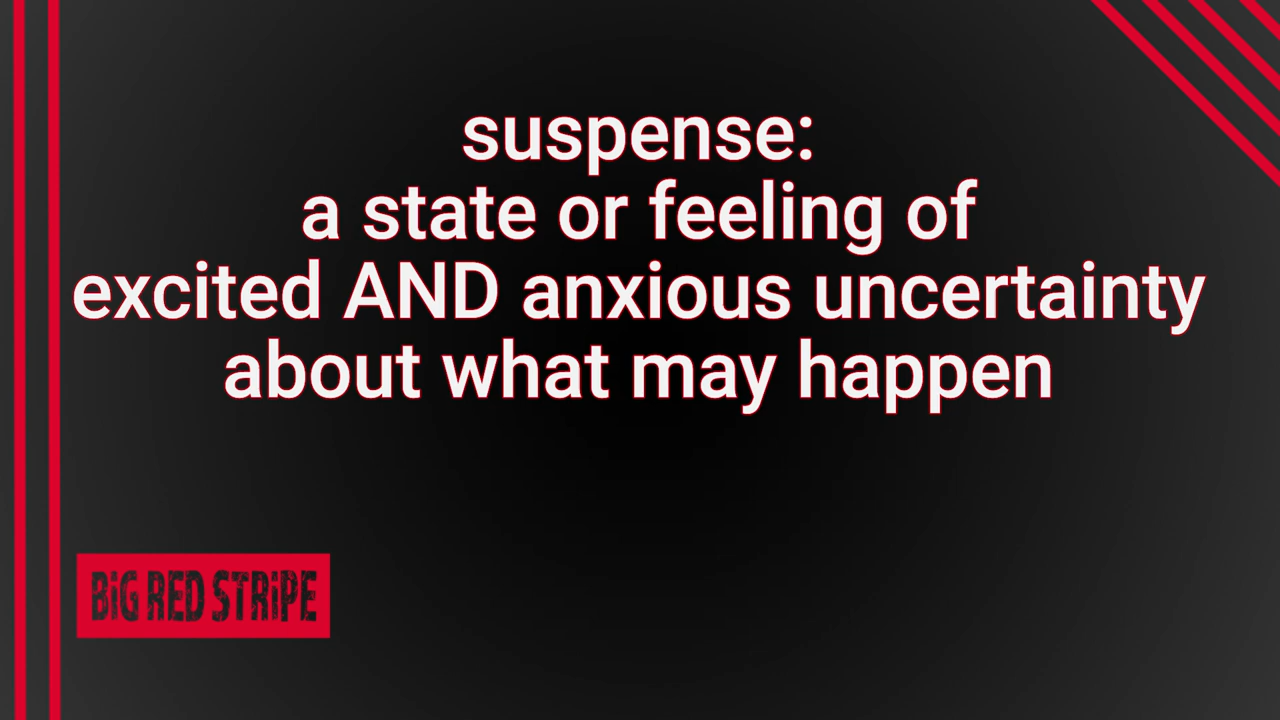 suspense:
a state or feeling of
excited AND anxious uncertainty
about what may happen
BiG RED STRiPE